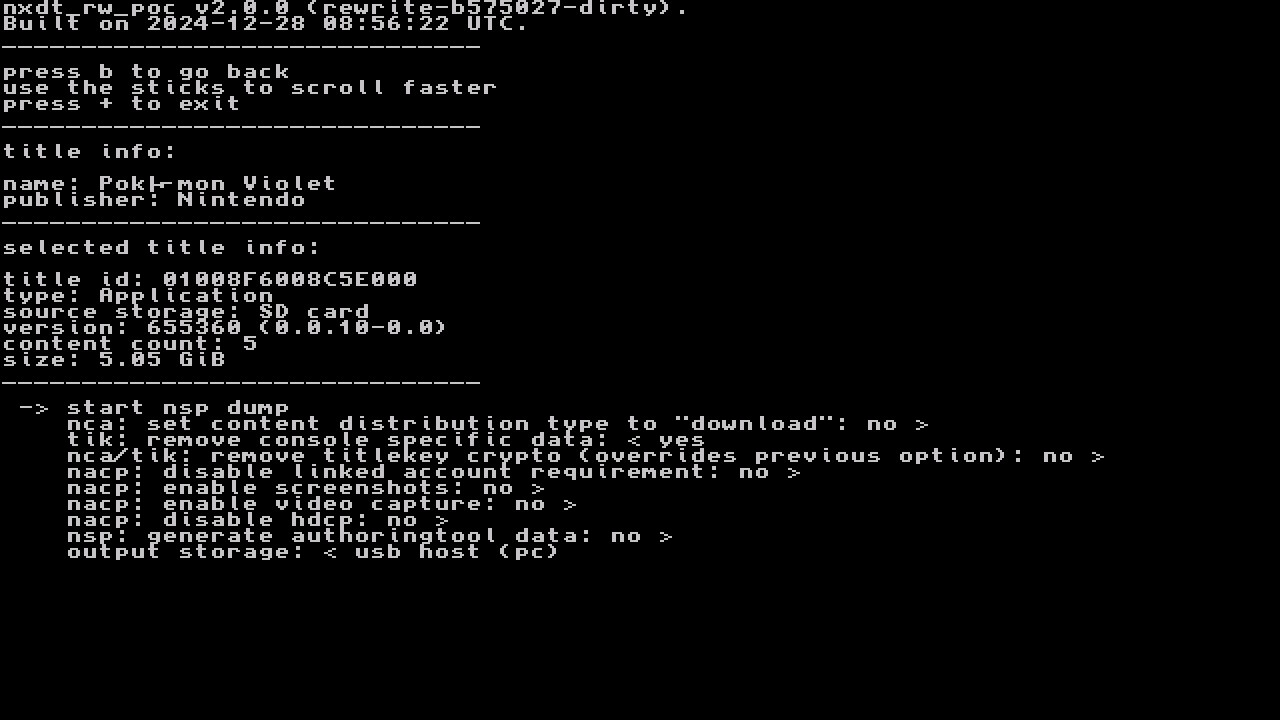 nxdt_rw_poc v2.0.0 (rewrite-b575027-dirty).
Built on 2024-12-28 08:56:22 UTC.
______________________________
press b to go back
use the sticks to scroll faster
press + to exit
______________________________
title info:
name: Pok├⌐mon Violet
publisher: Nintendo
______________________________
selected title info:
title id: 01008F6008C5E000
type: Application
source storage: SD card
version: 655360 (0.0.10-0.0)
content count: 5
size: 5.05 GiB
______________________________
-> start nsp dump
nca: set content distribution type to "download": no >
tik: remove console specific data: < yes
nca/tik: remove titlekey crypto (overrides previous option): no >
nacp: disable linked account requirement: no >
nacp: enable screenshots: no >
nacp: enable video capture: no >
nacp: disable hdcp: no >
nsp: generate authoringtool data: no >
output storage: < usb host (pc)